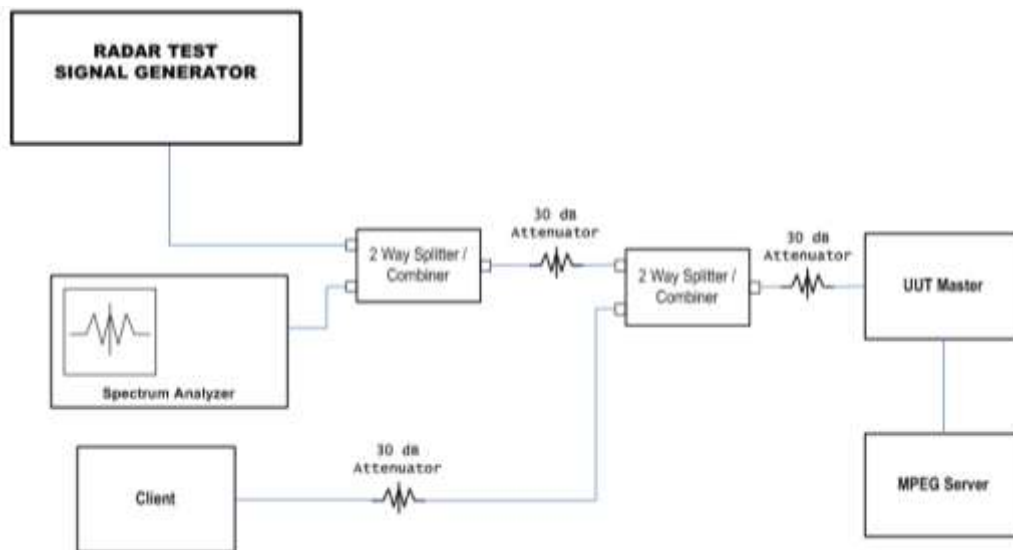 RADAR TEST
SIGNAL GENERATOR
2 Way Splitter /
Combiner
30 dB
Attenuator
2 Way Splitter /
Combiner
30 dB
Attenuator
UUT Master
Spectrum Analyzer
30 dB
Attenuator
Client
MPEG Server